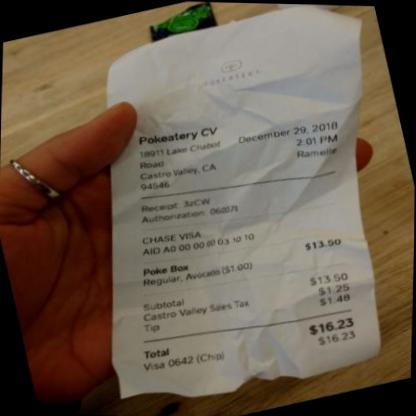 POKEATERY
Pokeatery CV
18911 Lake Chabot
Road
Castro Valley, CA
94546
December 29, 2018
2:01 PM
Ramelle
Receipt: 3zCW
Authorization: 060071
CHASE VISA
AID A0 00 00 00 03 10 10
Poke Box $13.50
Regular, Avocado ($1.00)
Subtotal $13.50
Castro Valley Sales Tax $1.25
Tip $1.48
Total $16.23
Visa 0642 (Chip) $16.23